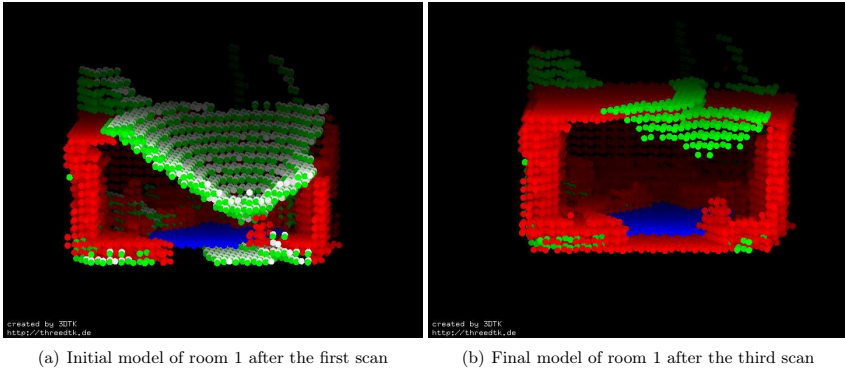 created by 3DTK
http://threedtk.de
created by 3DTK
http://threedtk.de
(a) Initial model of room 1 after the first scan
(b) Final model of room 1 after the third scan